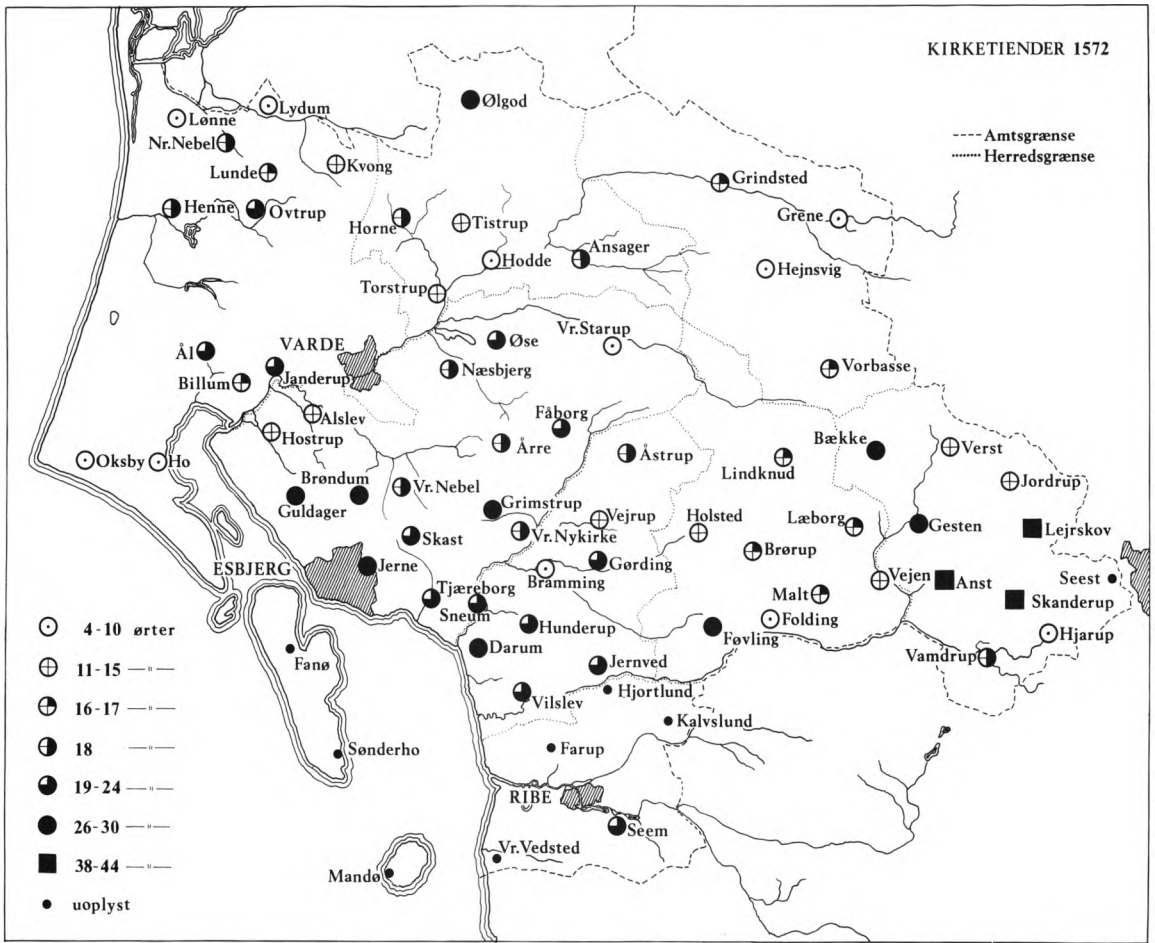 KIRKETIENDER 1572
Amtsgrænse
Herredsgrænse
Ølgod
Lydum
Lønne
Nr.Nebel
Kvong
Lunde
Grindsted
Henne
Ovtrup
Grene
Horne
Tistrup
Ansager
Hodde
Hejnsvig
Torstrup
Vr.Starup
Øse
VARDE
Ål
Janderup
Billum
Næsbjerg
Vorbasse
Alslev
Fåborg
Hostrup
Årre
Åstrup
Bække
Verst
Oksby
Ho
Lindknud
Brøndum
Vr.Nebel
Jordrup
Guldager
Grimstrup
Vejrup
Holsted
Læborg
Gesten
Lejrskov
Skast
Vr.Nykirke
Brørup
ESBJERG
Jerne
Gørding
Bramming
Vejen
Anst
Seest
Tjæreborg
Malt
Skanderup
Sneum
Hunderup
Folding
Føvling
Hjarup
Darum
Vamdrup
Fanø
Jernved
Vilslev
Hjortlund
Kalvslund
Sønderho
Farup
RIBE
Seem
Vr.Vedsted
Mandø
4-10 ørter
11-15 — " —
16-17 — " —
18 — " —
19-24 — " —
26-30 — " —
38-44 — " —
uoplyst